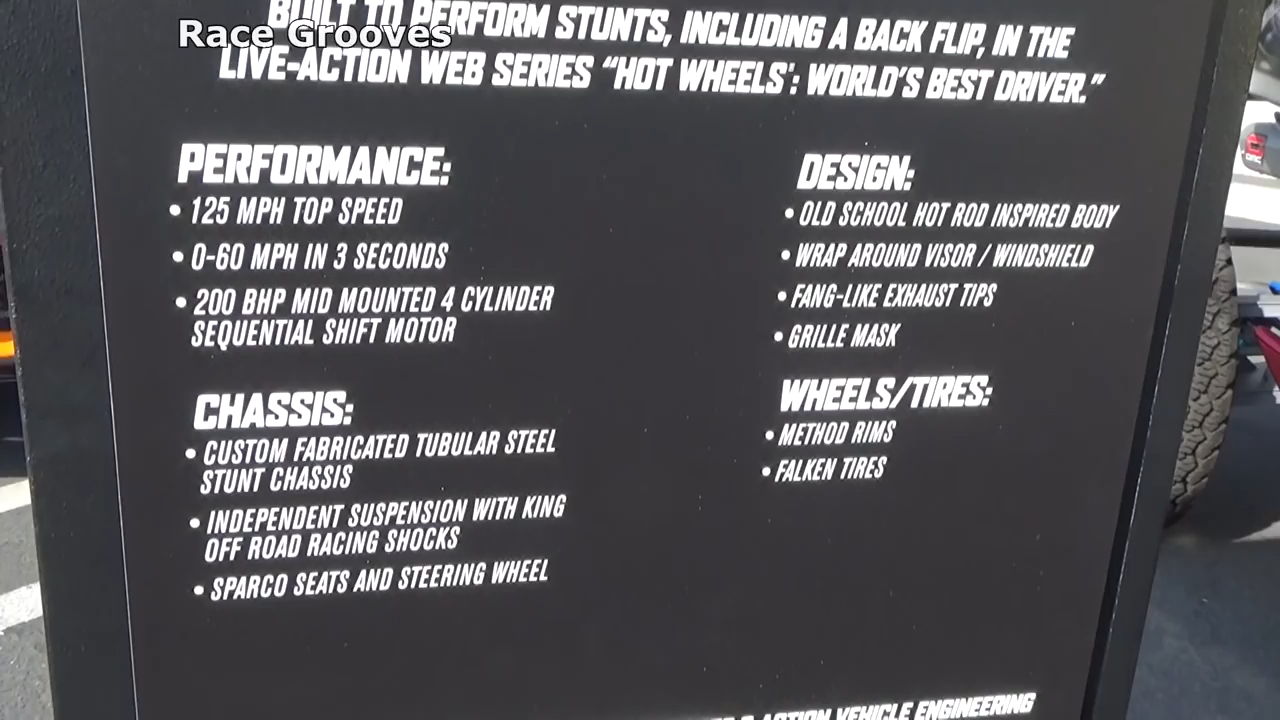 Race Grooves
BUILT TO PERFORM STUNTS, INCLUDING A BACK FLIP, IN THE
LIVE-ACTION WEB SERIES “HOT WHEELS®: WORLD'S BEST DRIVER.”
PERFORMANCE:
• 125 MPH TOP SPEED
• 0-60 MPH IN 3 SECONDS
• 200 BHP MID MOUNTED 4 CYLINDER
SEQUENTIAL SHIFT MOTOR
CHASSIS:
• CUSTOM FABRICATED TUBULAR STEEL
STUNT CHASSIS
• INDEPENDENT SUSPENSION WITH KING
OFF ROAD RACING SHOCKS
• SPARCO SEATS AND STEERING WHEEL
DESIGN:
• OLD SCHOOL HOT ROD INSPIRED BODY
• WRAP AROUND VISOR / WINDSHIELD
• FANG-LIKE EXHAUST TIPS
• GRILLE MASK
WHEELS/TIRES:
• METHOD RIMS
• FALKEN TIRES
ACTION VEHICLE ENGINEERING